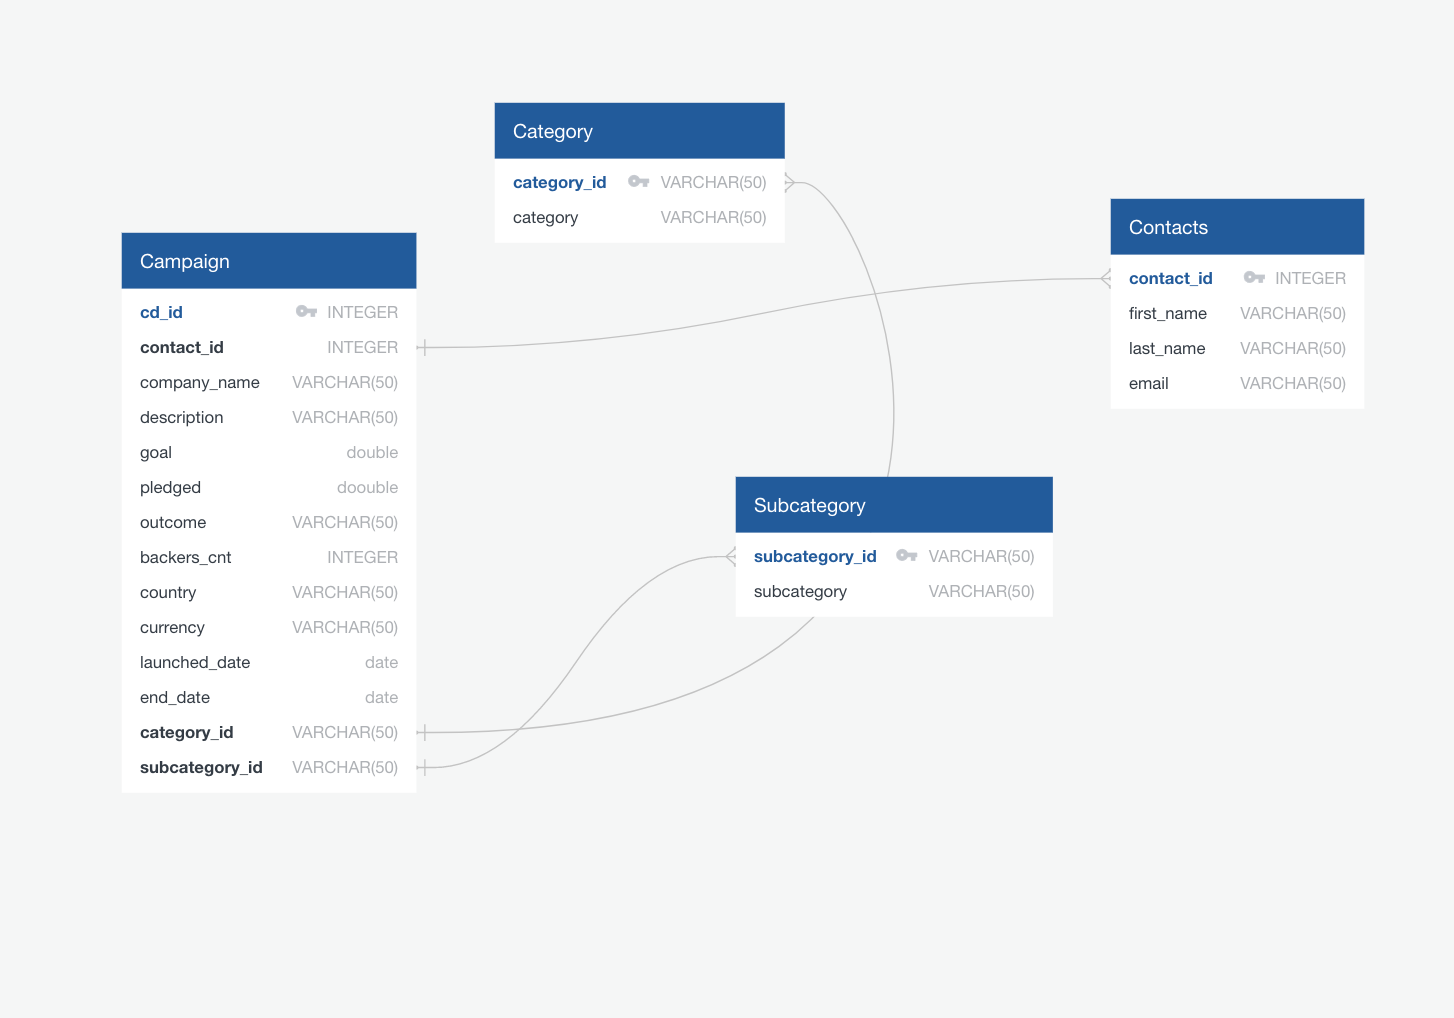 Category
category_id VARCHAR(50)
category VARCHAR(50)
Contacts
contact_id INTEGER
first_name VARCHAR(50)
last_name VARCHAR(50)
email VARCHAR(50)
Campaign
cd_id INTEGER
contact_id INTEGER
company_name VARCHAR(50)
description VARCHAR(50)
goal double
pledged doouble
outcome VARCHAR(50)
backers_cnt INTEGER
country VARCHAR(50)
currency VARCHAR(50)
launched_date date
end_date date
category_id VARCHAR(50)
subcategory_id VARCHAR(50)
Subcategory
subcategory_id VARCHAR(50)
subcategory VARCHAR(50)